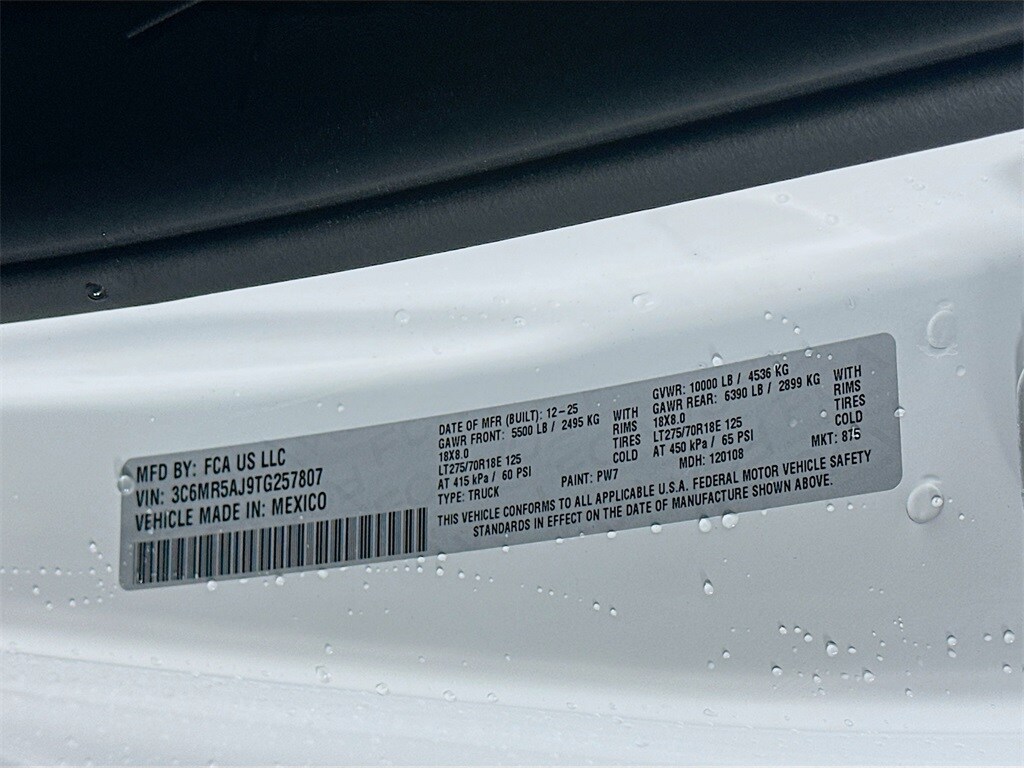 MFD BY: FCA US LLC
VIN: 3C6MR5AJ9TG257807
VEHICLE MADE IN: MEXICO
DATE OF MFR (BUILT): 12-25
GAWR FRONT: 5500 LB / 2495 KG WITH
18X8.0 RIMS
LT275/70R18E 125 TIRES
AT 415 kPa / 60 PSI COLD
TYPE: TRUCK PAINT: PW7
GVWR: 10000 LB / 4536 KG
GAWR REAR: 6390 LB / 2899 KG WITH
18X8.0 RIMS
LT275/70R18E 125 TIRES
AT 450 kPa / 65 PSI COLD
MDH: 120108 MKT: 875
THIS VEHICLE CONFORMS TO ALL APPLICABLE U.S.A. FEDERAL MOTOR VEHICLE SAFETY
STANDARDS IN EFFECT ON THE DATE OF MANUFACTURE SHOWN ABOVE.